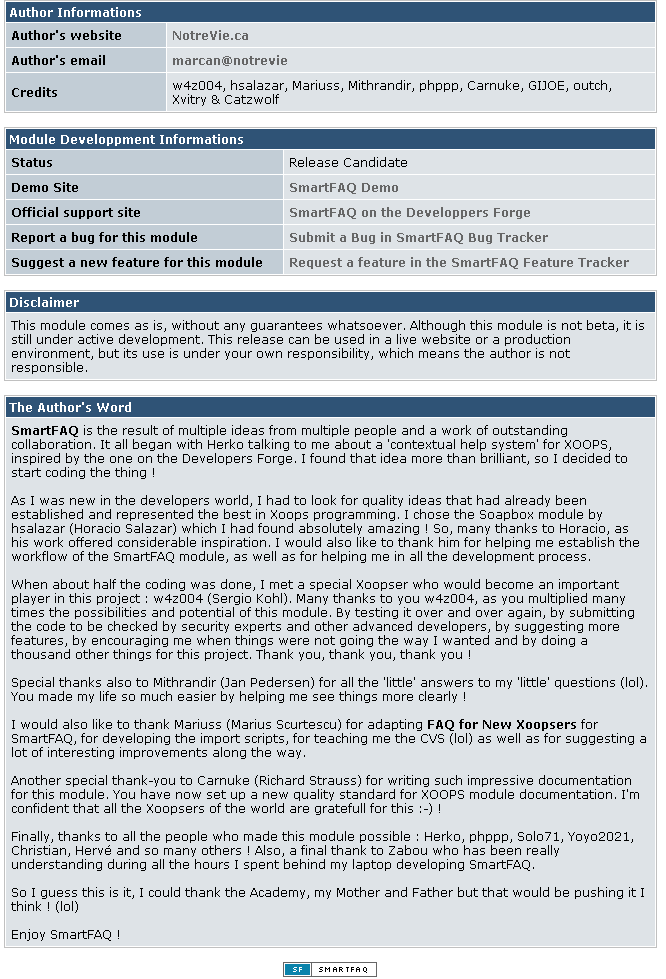 Author Informations
Author's website NotreVie.ca
Author's email marcan@notrevie
Credits w4z004, hsalazar, Mariuss, Mithrandir, phppp, Carnuke, GIJOE, outch,
Xvitry & Catzwolf
Module Developpment Informations
Status Release Candidate
Demo Site SmartFAQ Demo
Official support site SmartFAQ on the Developpers Forge
Report a bug for this module Submit a Bug in SmartFAQ Bug Tracker
Suggest a new feature for this module Request a feature in the SmartFAQ Feature Tracker
Disclaimer
This module comes as is, without any guarantees whatsoever. Although this module is not beta, it is
still under active development. This release can be used in a live website or a production
environment, but its use is under your own responsibility, which means the author is not
responsible.
The Author's Word
SmartFAQ is the result of multiple ideas from multiple people and a work of outstanding
collaboration. It all began with Herko talking to me about a 'contextual help system' for XOOPS,
inspired by the one on the Developers Forge. I found that idea more than brilliant, so I decided to
start coding the thing !
As I was new in the developers world, I had to look for quality ideas that had already been
established and represented the best in Xoops programming. I chose the Soapbox module by
hsalazar (Horacio Salazar) which I had found absolutely amazing ! So, many thanks to Horacio, as
his work offered considerable inspiration. I would also like to thank him for helping me establish the
workflow of the SmartFAQ module, as well as for helping me in all the development process.
When about half the coding was done, I met a special Xoopser who would become an important
player in this project : w4z004 (Sergio Kohl). Many thanks to you w4z004, as you multiplied many
times the possibilities and potential of this module. By testing it over and over again, by submitting
the code to be checked by security experts and other advanced developers, by suggesting more
features, by encouraging me when things were not going the way I wanted and by doing a
thousand other things for this project. Thank you, thank you, thank you !
Special thanks also to Mithrandir (Jan Pedersen) for all the 'little' answers to my 'little' questions (lol).
You made my life so much easier by helping me see things more clearly !
I would also like to thank Mariuss (Marius Scurtescu) for adapting FAQ for New Xoopsers for
SmartFAQ, for developing the import scripts, for teaching me the CVS (lol) as well as for suggesting a
lot of interesting improvements along the way.
Another special thank-you to Carnuke (Richard Strauss) for writing such impressive documentation
for this module. You have now set up a new quality standard for XOOPS module documentation. I'm
confident that all the Xoopsers of the world are gratefull for this :-) !
Finally, thanks to all the people who made this module possible : Herko, phppp, Solo71, Yoyo2021,
Christian, Hervé and so many others ! Also, a final thank to Zabou who has been really
understanding during all the hours I spent behind my laptop developing SmartFAQ.
So I guess this is it, I could thank the Academy, my Mother and Father but that would be pushing it I
think ! (lol)
Enjoy SmartFAQ !
SF SMARTFAQ